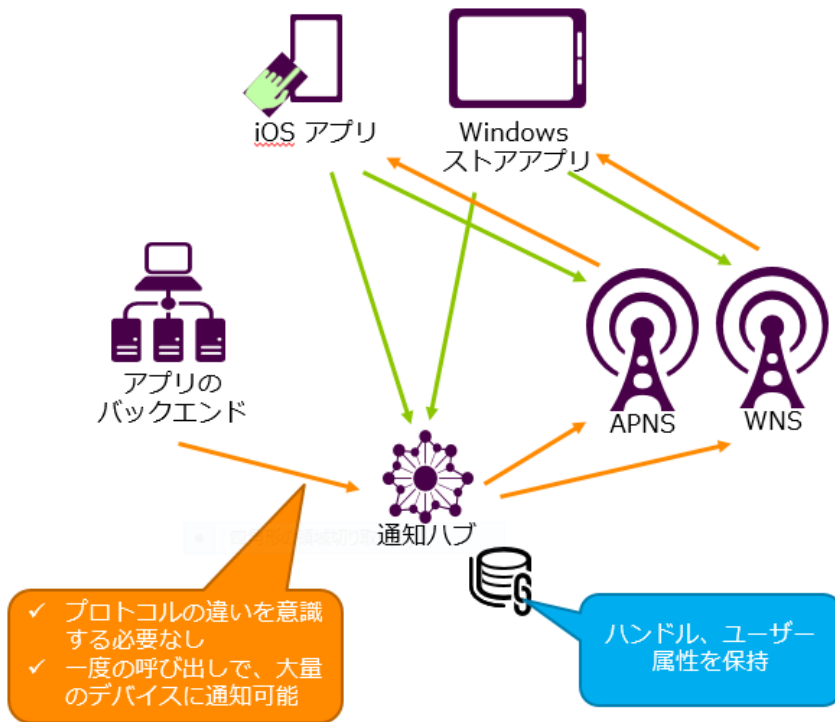 iOS アプリ
Windows
ストアアプリ
アプリの
バックエンド
APNS
WNS
通知ハブ
✓ プロトコルの違いを意識
する必要なし
✓ 一度の呼び出しで、大量
のデバイスに通知可能
ハンドル、ユーザー
属性を保持